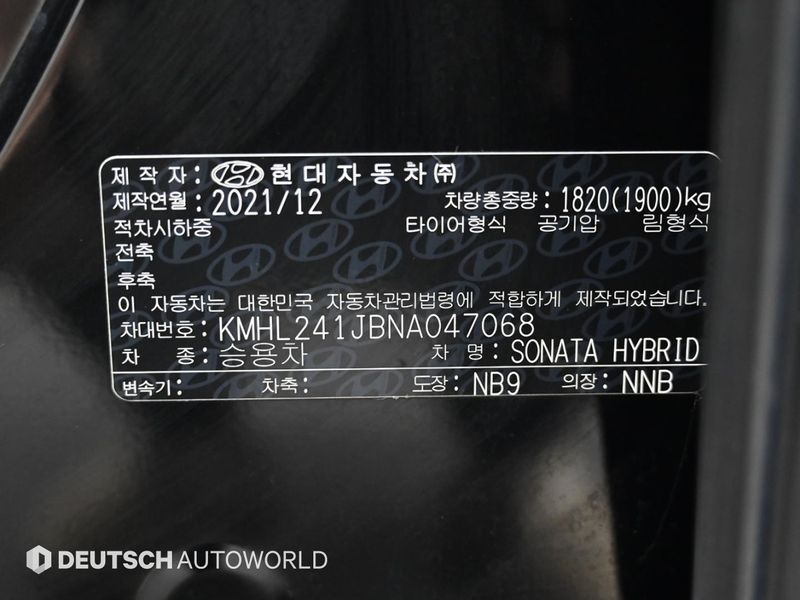 제 작 자 : 현대자동차㈜
제작연월 : 2021/12 차량총중량 : 1820(1900)kg
적차시하중 타이어형식 공기압 림형식
전축
후축
이 자동차는 대한민국 자동차관리법령에 적합하게 제작되었습니다.
차대번호 : KMHL241JBNA047068
차 종 : 승용차 차 명 : SONATA HYBRID
변속기 : 차축 : 도장 : NB9 의장 : NNB
DEUTSCH AUTOWORLD